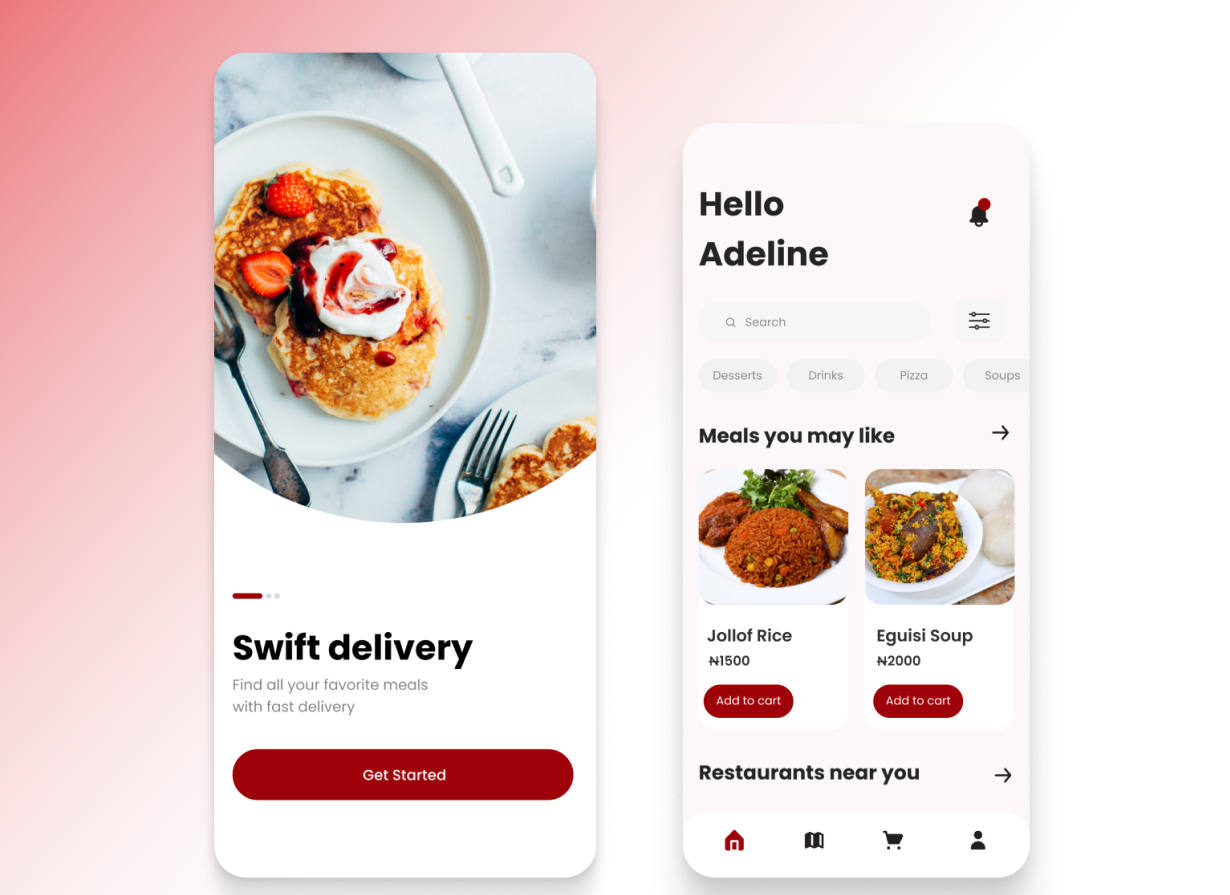 Swift delivery
Find all your favorite meals
with fast delivery
Get Started
Hello
Adeline
Search
Desserts Drinks Pizza Soups
Meals you may like
Jollof Rice Eguisi Soup
₦1500 ₦2000
Add to cart Add to cart
Restaurants near you